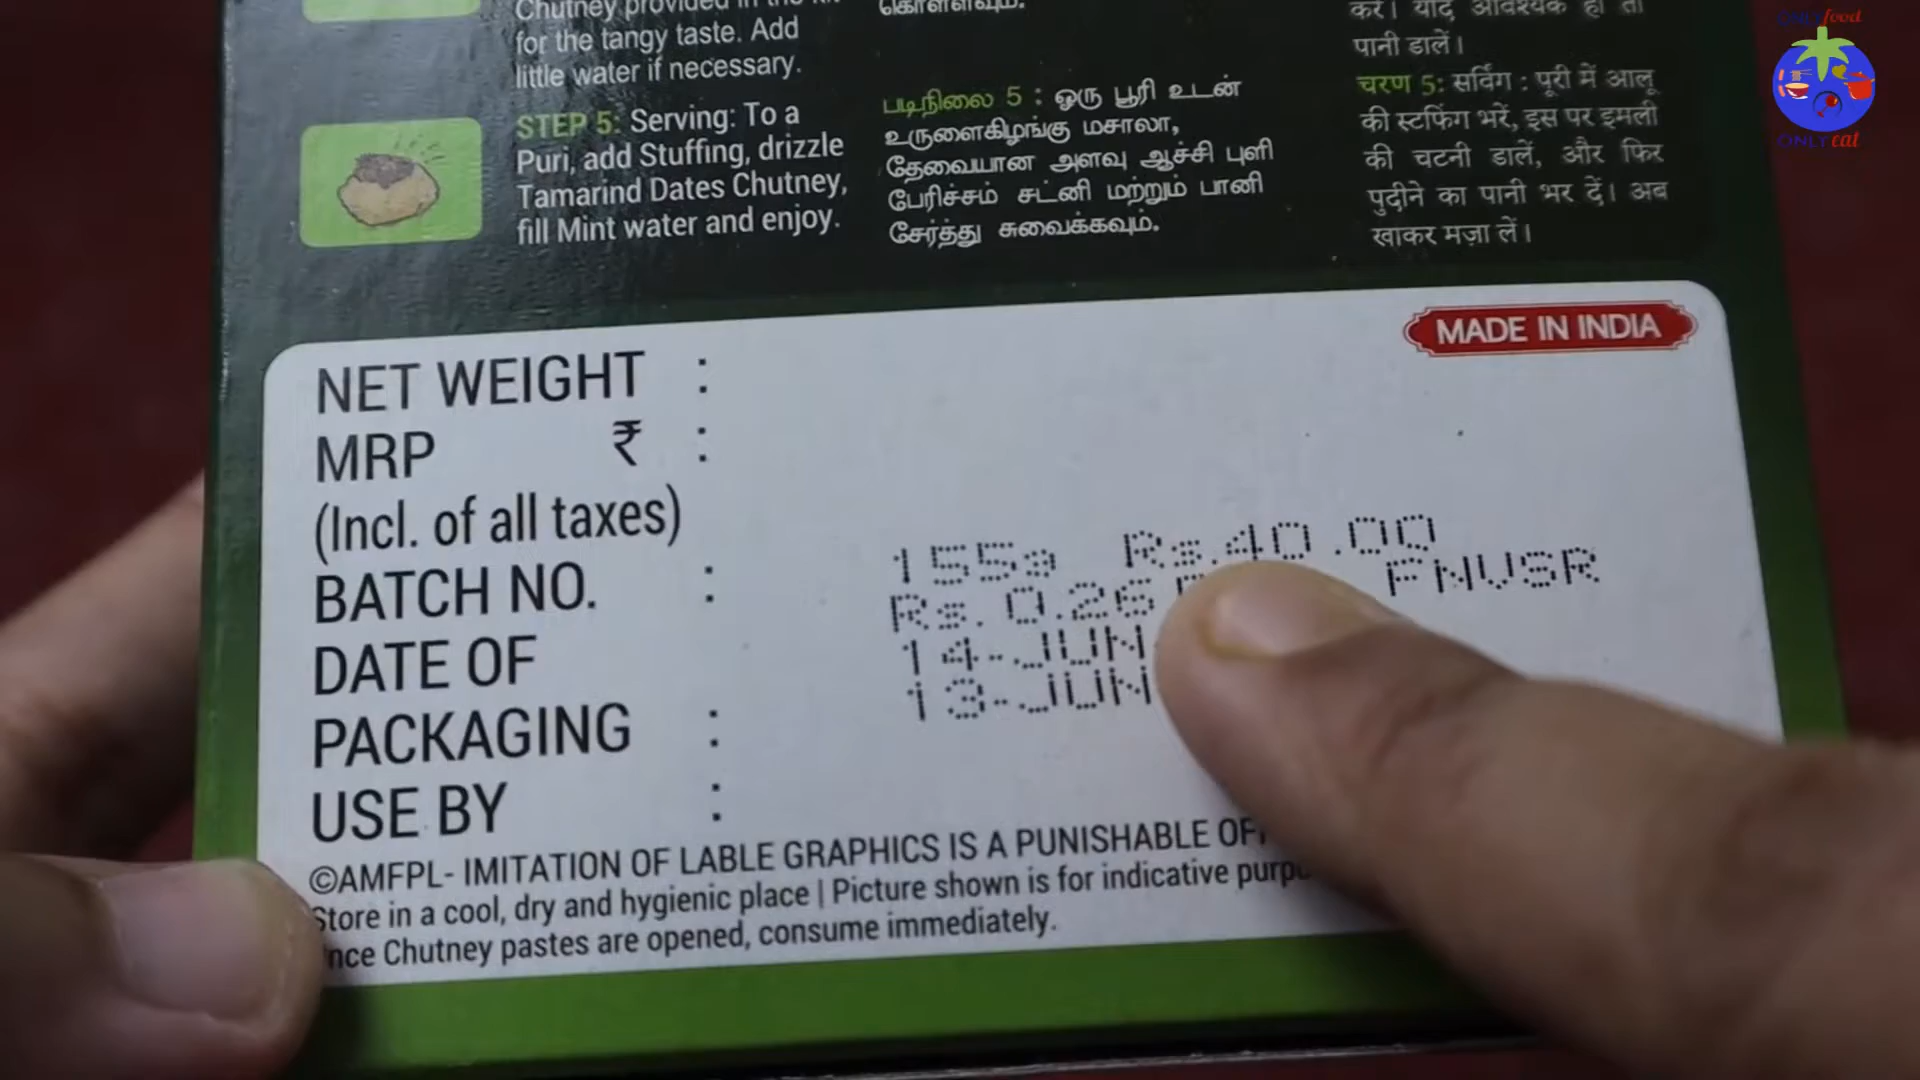 Chutney provided in the
for the tangy taste. Add
little water if necessary.
STEP 5: Serving: To a
Puri, add Stuffing, drizzle
Tamarind Dates Chutney,
fill Mint water and enjoy.
கொள்ளவும்.
படிநிலை 5 : ஒரு பூரி உடன்
உருளைகிழங்கு மசாலா,
தேவையான அளவு ஆச்சி புளி
பேரிச்சம் சட்னி மற்றும் பானி
சேர்த்து சுவைக்கவும்.
करें। यदि आवश्यक हो तो
पानी डालें।
चरण 5: सर्विंग : पूरी में आलू
की स्टफिंग भरें, इस पर इमली
की चटनी डालें, और फिर
पुदीने का पानी भर दें। अब
खाकर मज़ा लें।
food
ONLY eat
MADE IN INDIA
NET WEIGHT :
MRP ₹ :
(Incl. of all taxes)
BATCH NO. :
DATE OF
PACKAGING :
USE BY :
155g Rs.40.00
Rs.0.26 FNVSR
14-JUN
13-JUN
©AMFPL- IMITATION OF LABLE GRAPHICS IS A PUNISHABLE
Store in a cool, dry and hygienic place | Picture shown is for indicative
Chutney pastes are opened, consume immediately.